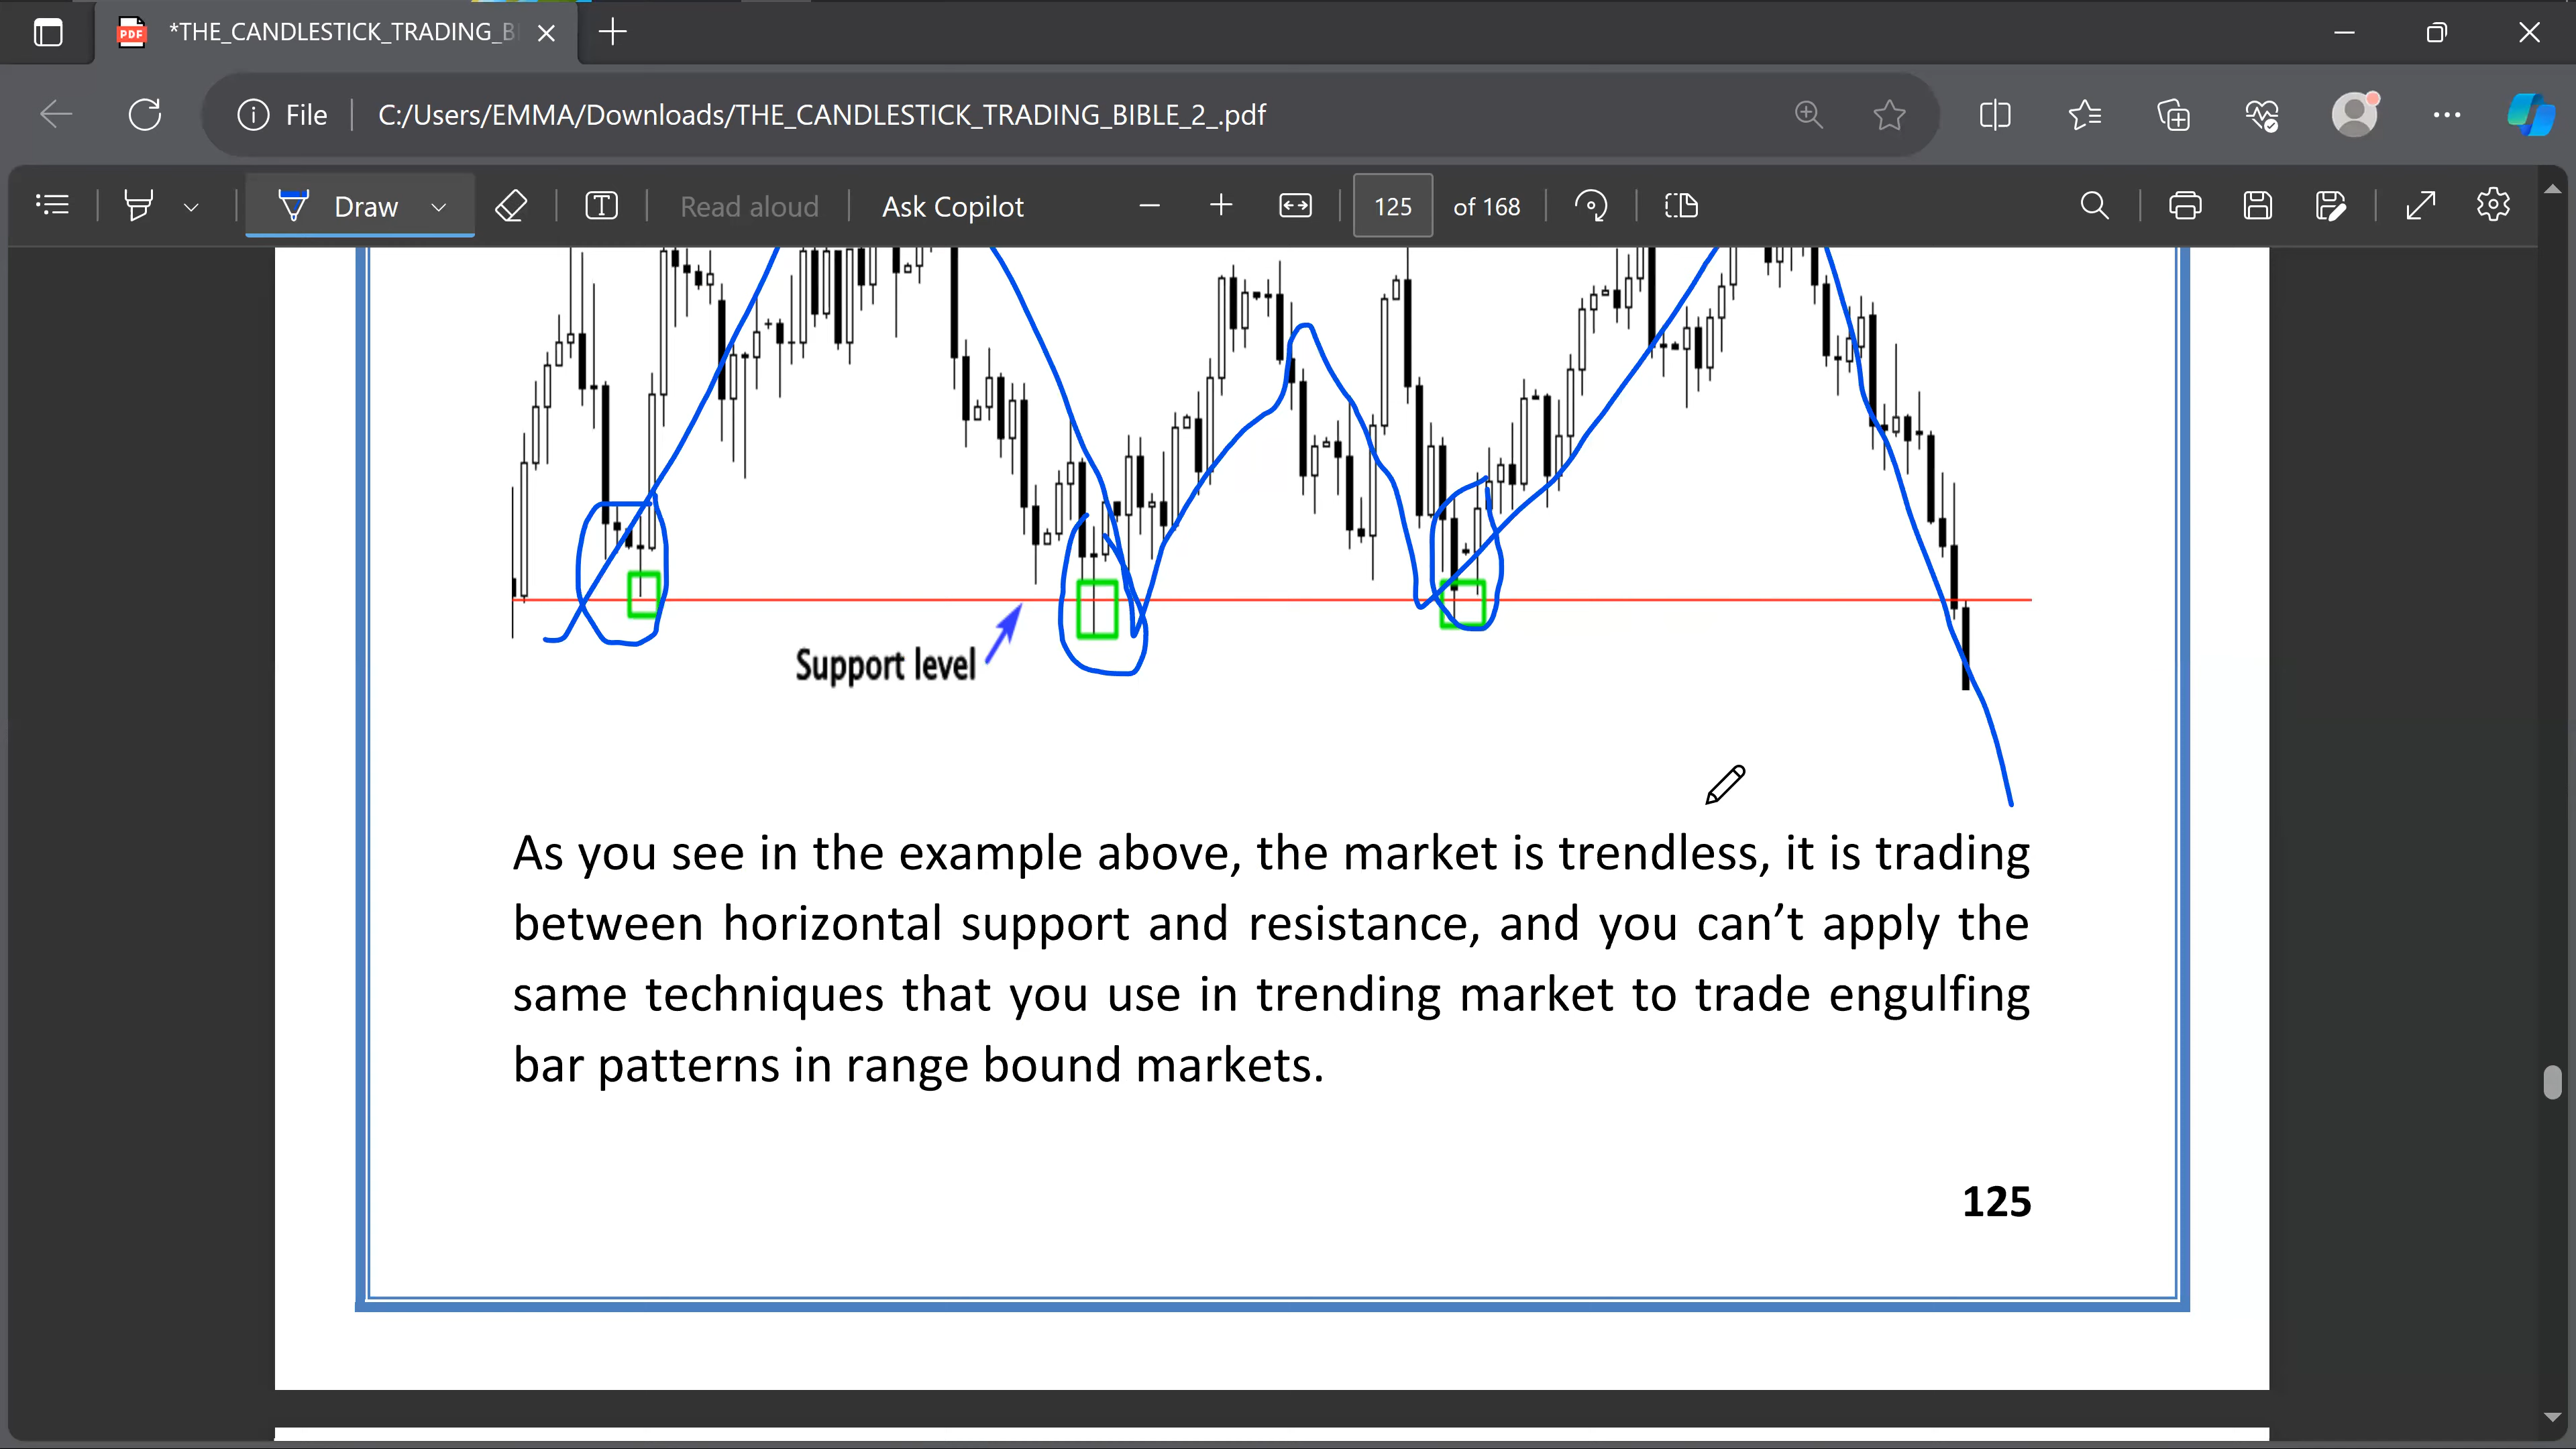 *THE_CANDLESTICK_TRADING_B
File
C:/Users/EMMA/Downloads/THE_CANDLESTICK_TRADING_BIBLE_2_.pdf
Draw
Read aloud
Ask Copilot
125
of 168
Support level
As you see in the example above, the market is trendless, it is trading
between horizontal support and resistance, and you can’t apply the
same techniques that you use in trending market to trade engulfing
bar patterns in range bound markets.
125